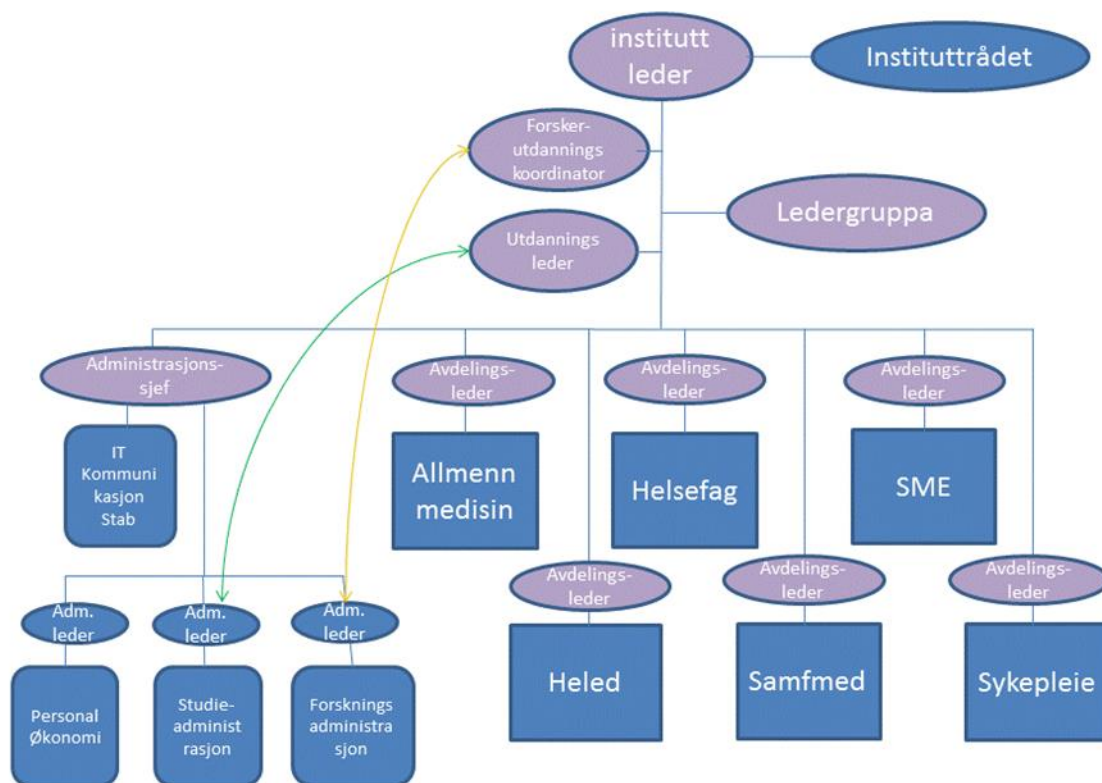 institutt
leder
Instituttrådet
Forsker-
utdannings
koordinator
Ledergruppa
Utdannings
leder
Administrasjons-
sjef
Avdelings-
leder
Avdelings-
leder
Avdelings-
leder
IT
Kommuni
kasjon
Stab
Allmenn
medisin
Helsefag
SME
Avdelings-
leder
Avdelings-
leder
Avdelings-
leder
Adm.
leder
Adm.
leder
Adm.
leder
Heled
Samfmed
Sykepleie
Personal
Økonomi
Studie-
administ
rasjon
Forsknings
administra
sjon